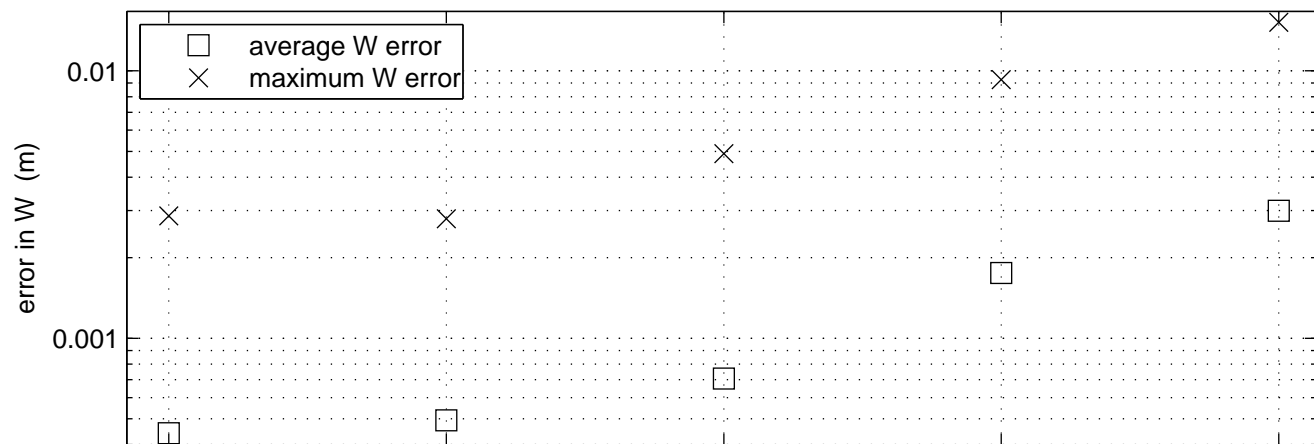 average W error
maximum W error
0.01
error in W (m)
0.001